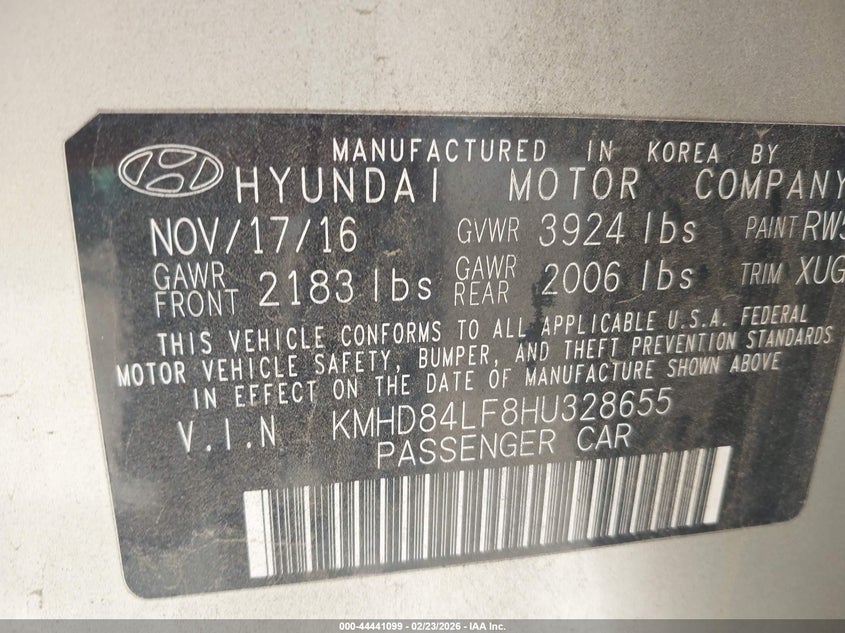 MANUFACTURED IN KOREA BY
HYUNDAI MOTOR COMPANY
NOV/17/16 GVWR 3924 lbs PAINT RW
GAWR FRONT 2183 lbs GAWR REAR 2006 lbs TRIM XUG
THIS VEHICLE CONFORMS TO ALL APPLICABLE U.S.A. FEDERAL
MOTOR VEHICLE SAFETY, BUMPER, AND THEFT PREVENTION STANDARDS
IN EFFECT ON THE DATE OF MANUFACTURE SHOWN ABOVE
V.I.N KMHD84LF8HU328655
PASSENGER CAR
000-44441099 - 02/23/2026 - IAA Inc.